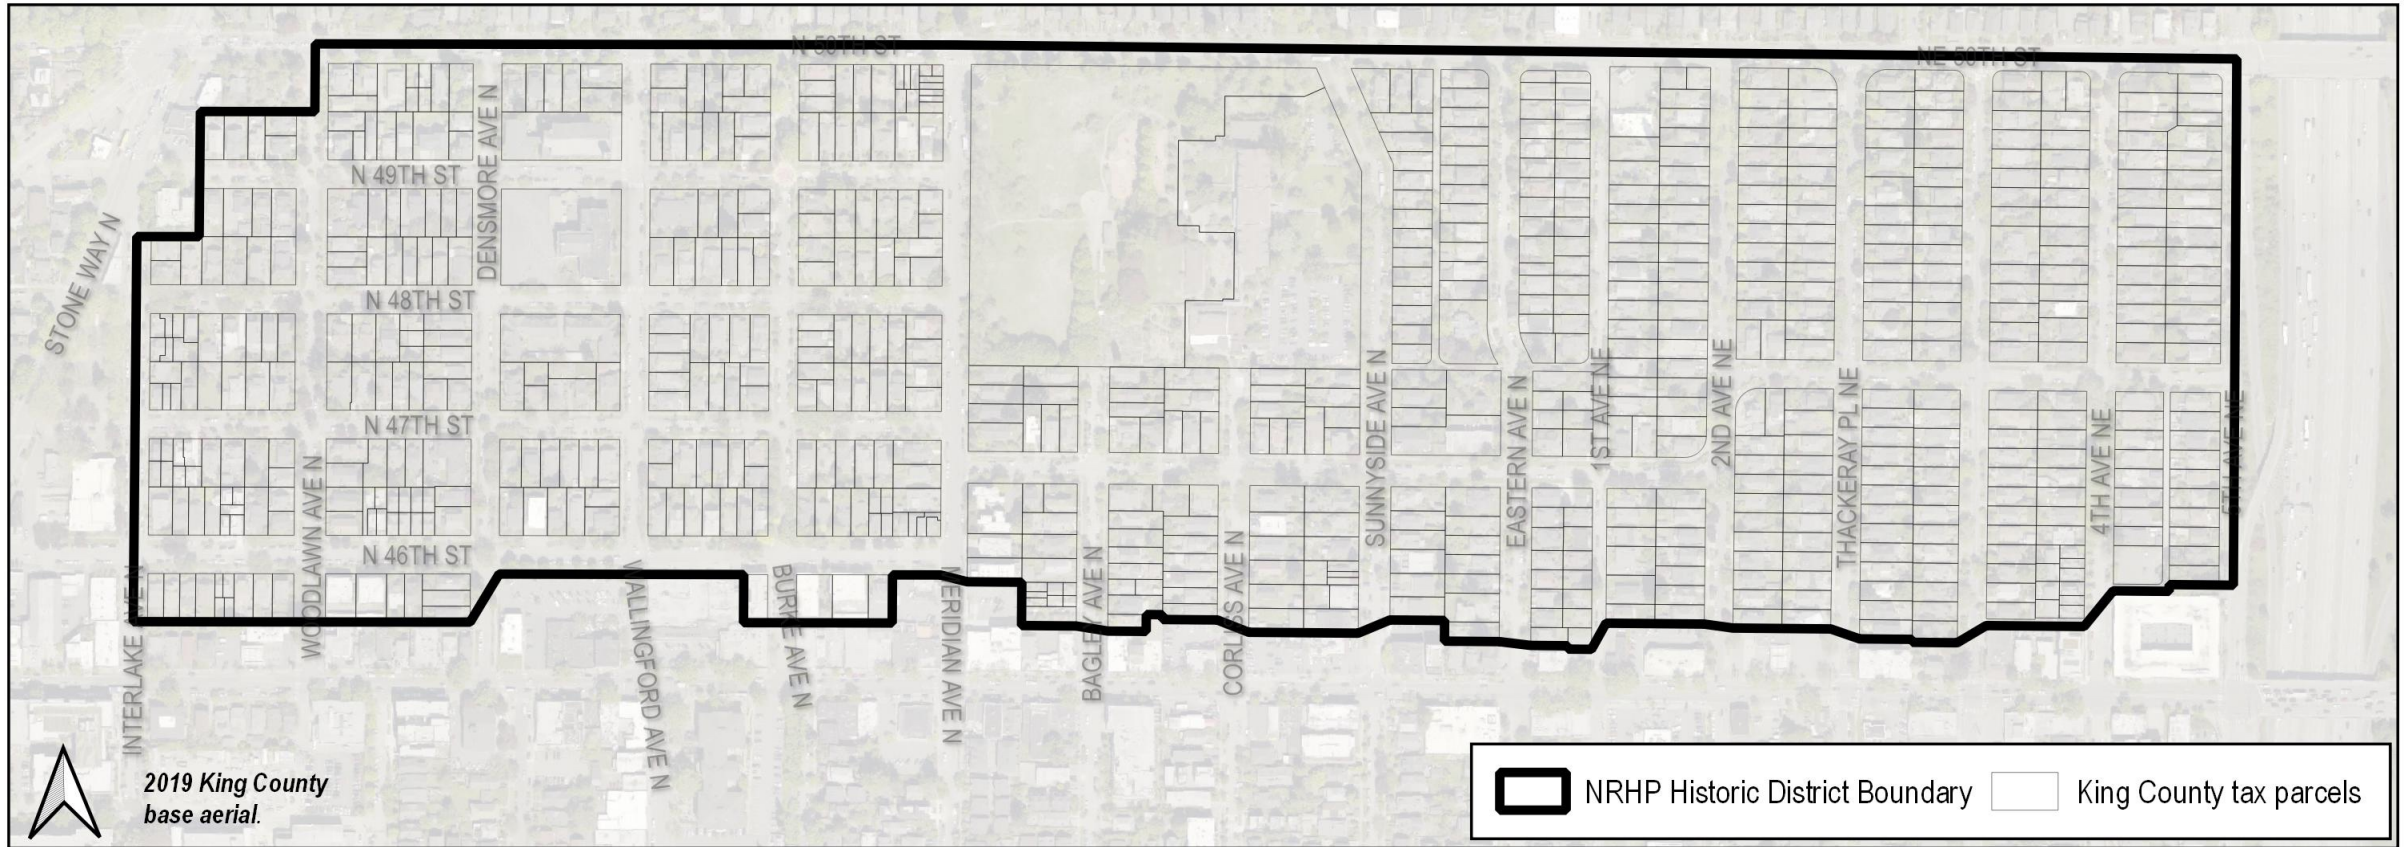 N 50TH ST
NE 50TH ST
DENSMORE AVE N
N 49TH ST
STONE WAY N
N 48TH ST
N 47TH ST
N 46TH ST
INTERLAKE AVE N
WOODLAWN AVE N
WALLINGFORD AVE N
BURKE AVE N
MERIDIAN AVE N
BAGLEY AVE N
CORLISS AVE N
SUNNYSIDE AVE N
EASTERN AVE N
1ST AVE NE
2ND AVE NE
THACKERAY PL NE
4TH AVE NE
5TH AVE NE
2019 King County
base aerial.
NRHP Historic District Boundary
King County tax parcels